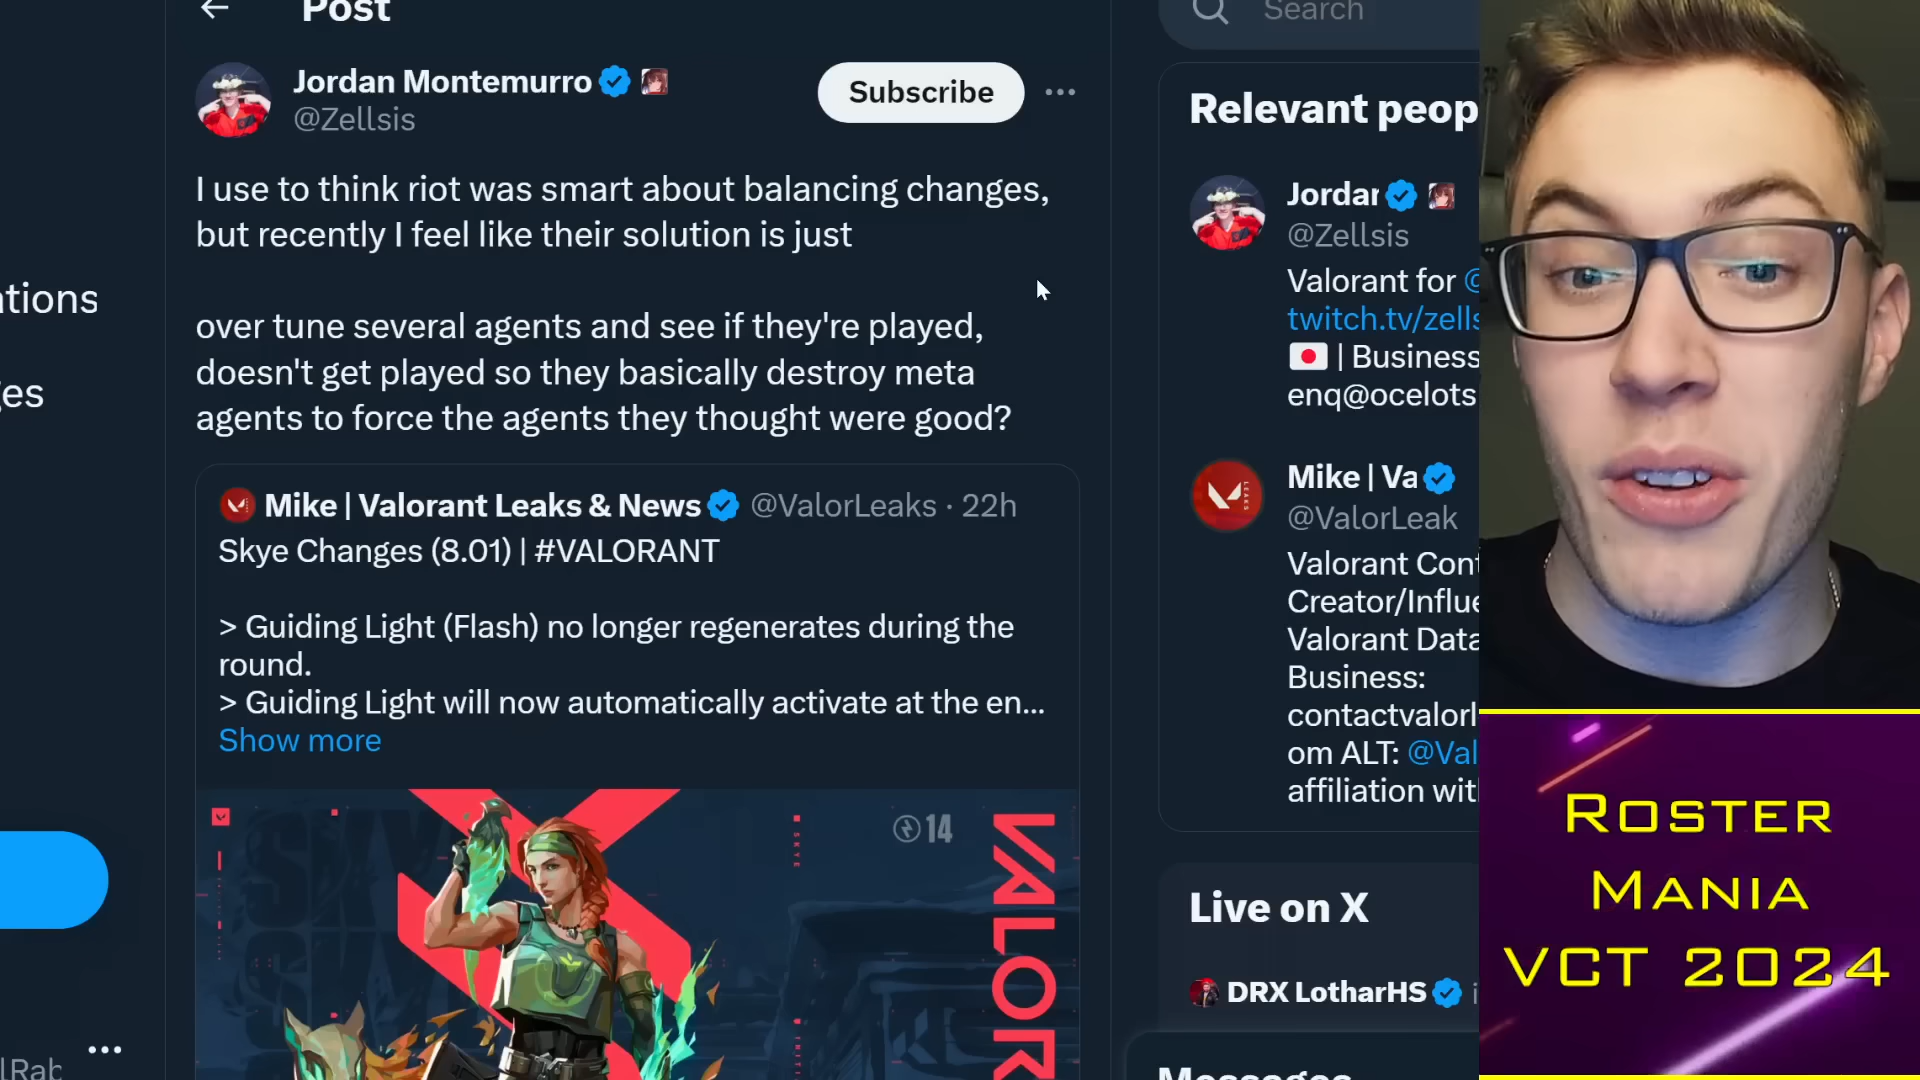 Post
Search
Jordan Montemurro
@Zellsis
Subscribe
I use to think riot was smart about balancing changes,
but recently I feel like their solution is just
over tune several agents and see if they're played,
doesn't get played so they basically destroy meta
agents to force the agents they thought were good?
Mike | Valorant Leaks & News @ValorLeaks · 22h
Skye Changes (8.01) | #VALORANT
> Guiding Light (Flash) no longer regenerates during the
round.
> Guiding Light will now automatically activate at the en...
Show more
14
SKYE
VALOR
ations
es
lRab
Relevant peop
Jordar
@Zellsis
Valorant for @
twitch.tv/zells
| Business
enq@ocelots
Mike | Va
@ValorLeak
Valorant Cont
Creator/Influe
Valorant Data
Business:
contactvalorl
om ALT: @Val
affiliation wit
Live on X
DRX LotharHS i
Messages
ROSTER
MANIA
VCT 2024